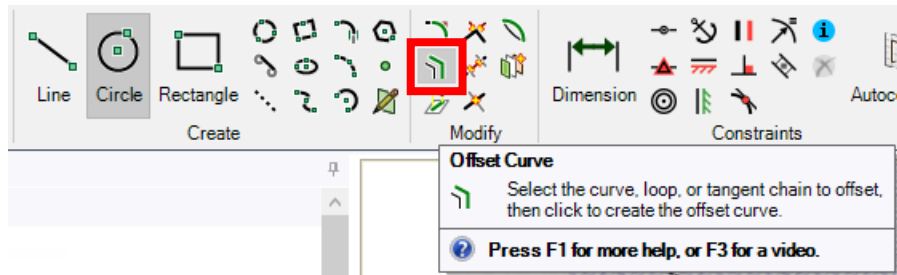 Line Circle Rectangle Dimension
Create Modify Constraints
Offset Curve
Select the curve, loop, or tangent chain to offset,
then click to create the offset curve.
Press F1 for more help, or F3 for a video.